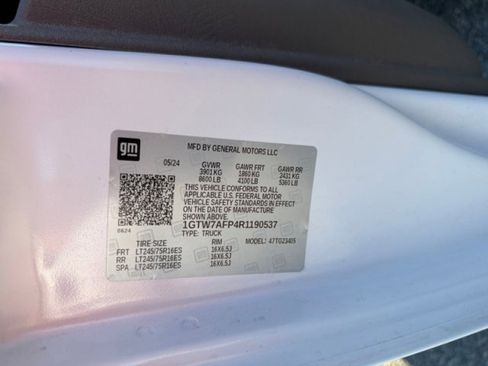 gm
MFD BY GENERAL MOTORS LLC
05/24 GVWR GAWR FRT GAWR RR
3901 KG 1860 KG 2431 KG
8600 LB 4100 LB 5360 LB
THIS VEHICLE CONFORMS TO ALL
APPLICABLE U.S. FEDERAL MOTOR
VEHICLE SAFETY STANDARDS IN EFFECT
ON THE DATE OF MANUFACTURE
SHOWN ABOVE.
0624 1GTW7AFP4R1190537
TYPE: TRUCK MODEL: 47TG23405
TIRE SIZE RIM
FRT LT245/75R16ES 16X6.5J
RR LT245/75R16ES 16X6.5J
SPA LT245/75R16ES 16X6.5J